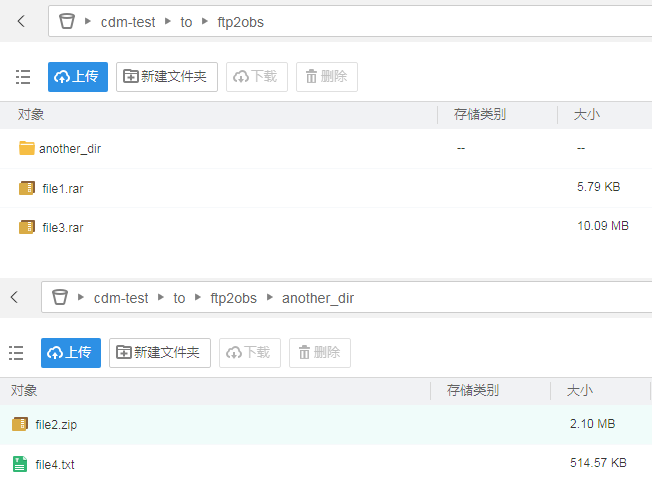 cdm-test to ftp2obs
上传 新建文件夹 下载 删除
对象 存储类别 大小
another_dir -- --
file1.rar 5.79 KB
file3.rar 10.09 MB
cdm-test to ftp2obs another_dir
上传 新建文件夹 下载 删除
对象 存储类别 大小
file2.zip 2.10 MB
file4.txt 514.57 KB